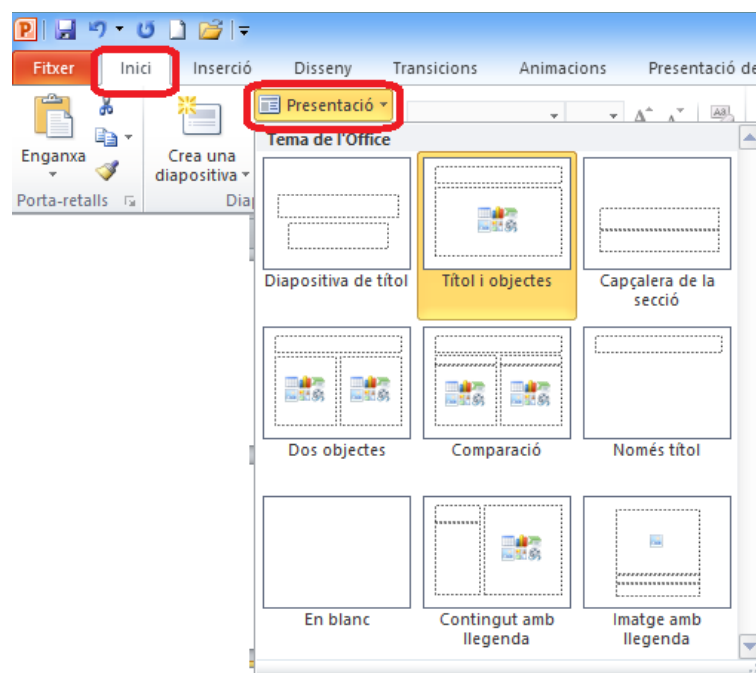 Fitxer Inici Inserció Disseny Transicions Animacions Presentació de
Presentació
Enganxa
Crea una
diapositiva
Porta-retalls
Tema de l'Office
Diapositiva de títol Títol i objectes Capçalera de la
secció
Dos objectes Comparació Només títol
En blanc Contingut amb Imatge amb
llegenda llegenda